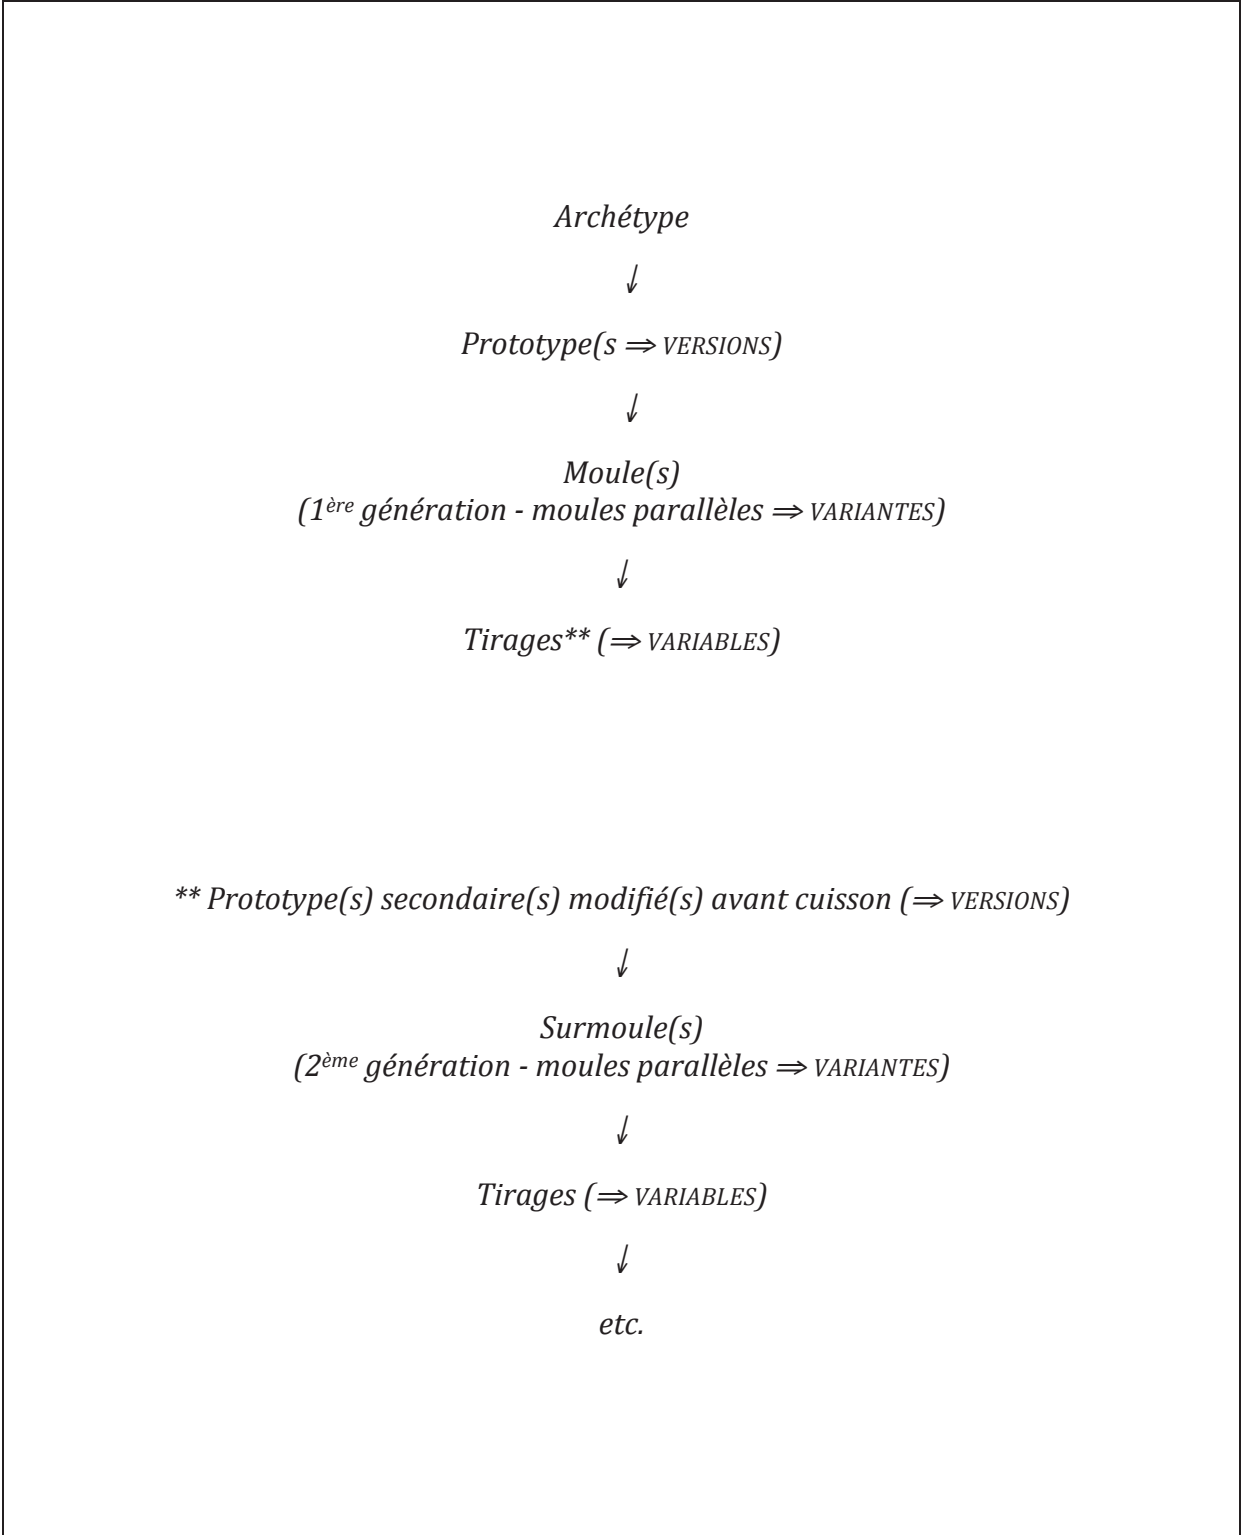 Archétype
↓
Prototype(s ⇒ VERSIONS)
↓
Moule(s)
(1ère génération - moules parallèles ⇒ VARIANTES)
↓
Tirages** (⇒ VARIABLES)
↓
** Prototype(s) secondaire(s) modifié(s) avant cuisson (⇒ VERSIONS)
↓
Surmoule(s)
(2ème génération - moules parallèles ⇒ VARIANTES)
↓
Tirages (⇒ VARIABLES)
↓
etc.